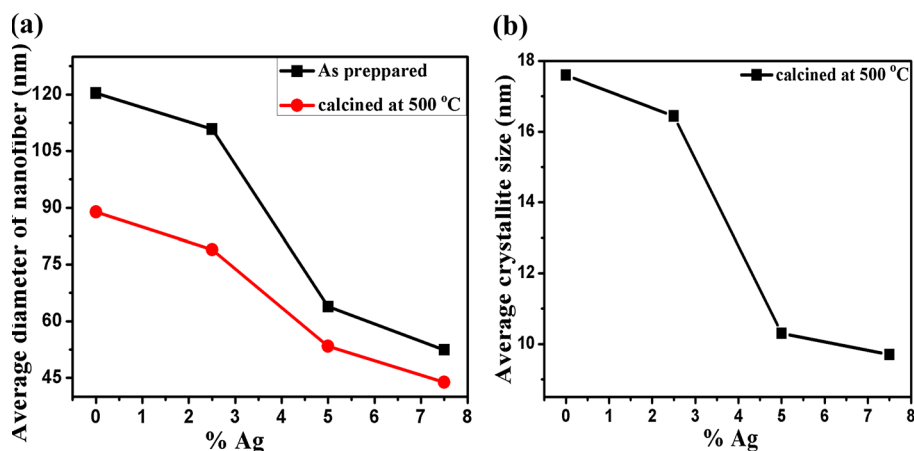 (a)
Average diameter of nanofiber (nm)
120
105
90
75
60
45
As preppared
calcined at 500 °C
0 1 2 3 4 5 6 7 8
% Ag
(b)
Average crystallite size (nm)
18
16
14
12
10
calcined at 500 °C
0 1 2 3 4 5 6 7 8
% Ag